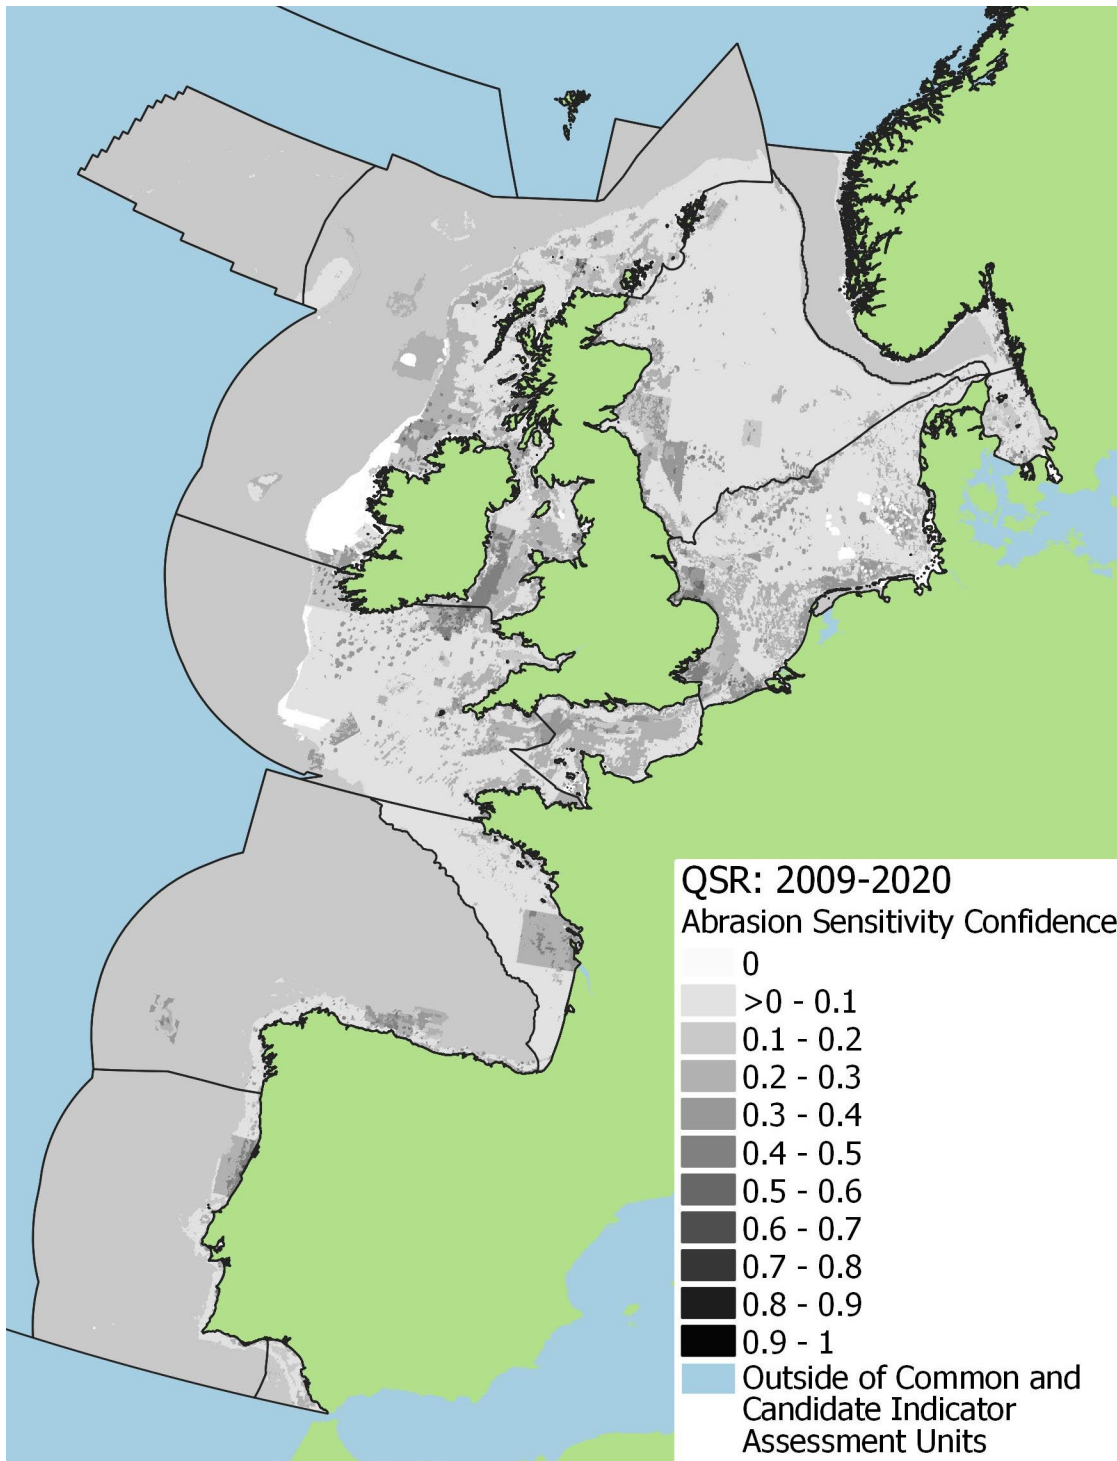 QSR: 2009-2020
Abrasion Sensitivity Confidence
0
>0 - 0.1
0.1 - 0.2
0.2 - 0.3
0.3 - 0.4
0.4 - 0.5
0.5 - 0.6
0.6 - 0.7
0.7 - 0.8
0.8 - 0.9
0.9 - 1
Outside of Common and
Candidate Indicator
Assessment Units